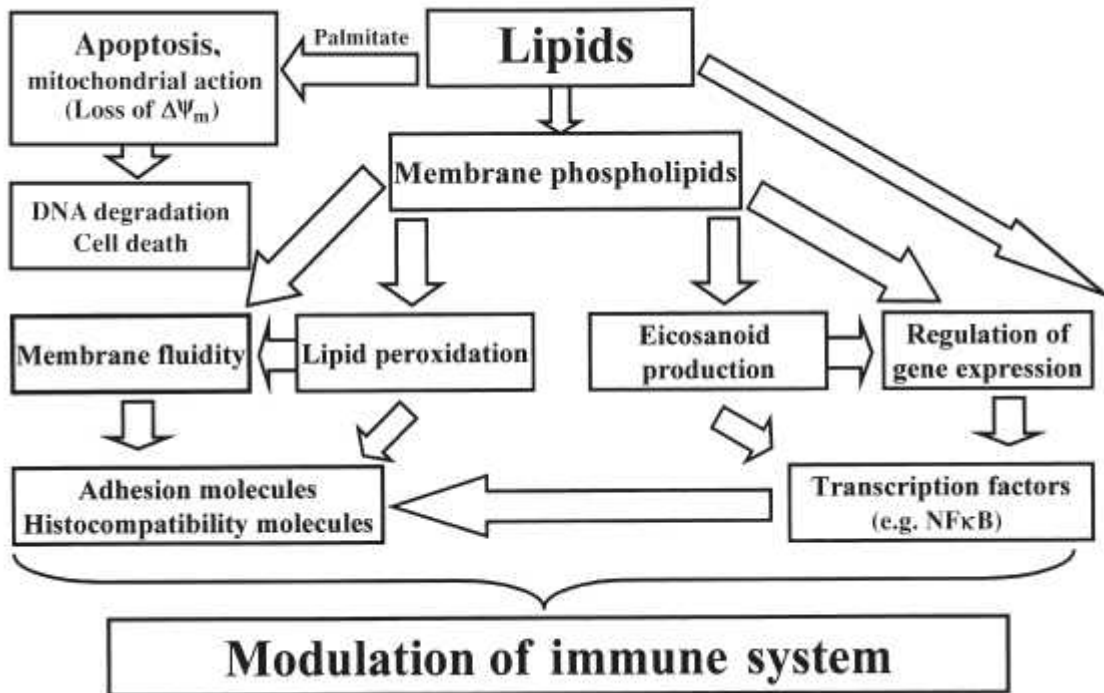 Apoptosis,
mitochondrial action
(Loss of ΔΨm)
Palmitate
Lipids
Membrane phospholipids
DNA degradation
Cell death
Membrane fluidity
Lipid peroxidation
Eicosanoid
production
Regulation of
gene expression
Adhesion molecules
Histocompatibility molecules
Transcription factors
(e.g. NFκB)
Modulation of immune system